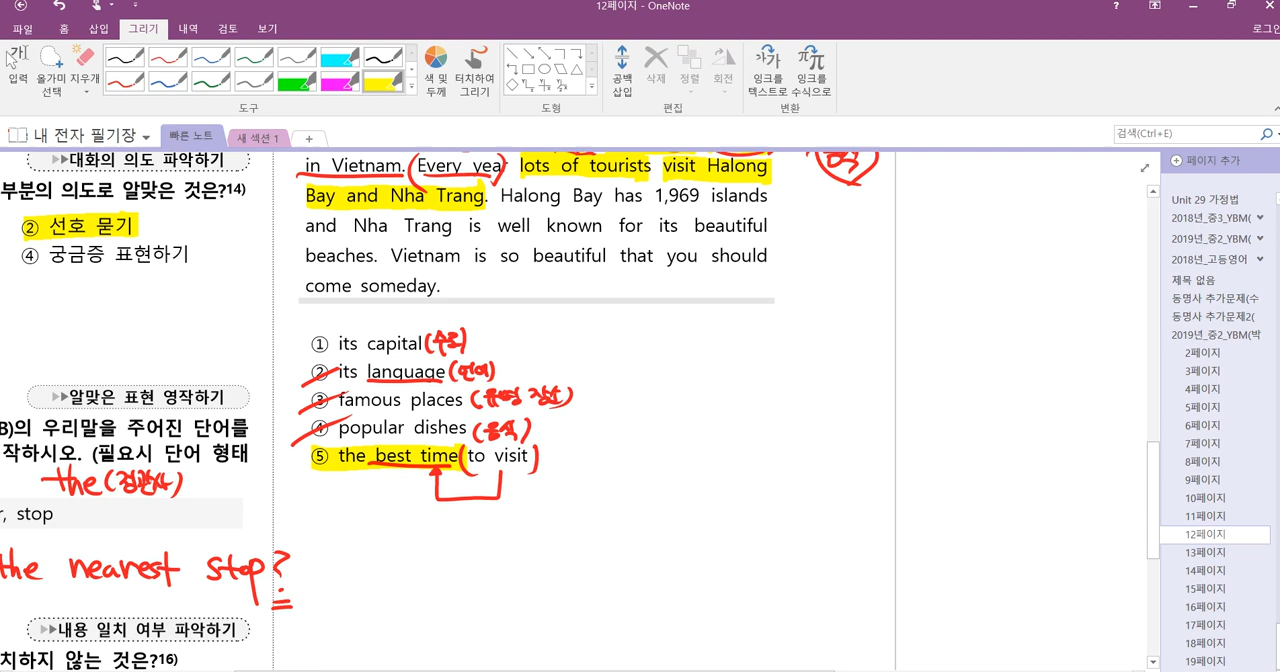 12페이지 - OneNote
파일 홈 삽입 그리기 내역 검토 보기
로그인
입력 올가미 선택 지우개 색 및 두께 터치하여 그리기 공백 삽입 삭제 정렬 회전 잉크를 텍스트로 잉크를 수식으로
도구 도형 편집 변환
내 전자 필기장 빠른 노트 새 섹션 1 +
검색(Ctrl+E)
페이지 추가
▶▶대화의 의도 파악하기
부분의 의도로 알맞은 것은?14)
② 선호 묻기
④ 궁금증 표현하기
▶▶알맞은 표현 영작하기
B)의 우리말을 주어진 단어를
작하시오. (필요시 단어 형태
the (정관사)
r, stop
the nearest stop?
▶▶내용 일치 여부 파악하기
치하지 않는 것은?16)
in Vietnam. Every year lots of tourists visit Halong
Bay and Nha Trang. Halong Bay has 1,969 islands
and Nha Trang is well known for its beautiful
beaches. Vietnam is so beautiful that you should
come someday.
① its capital (수도)
② its language (언어)
③ famous places (유명 장소)
④ popular dishes (음식)
⑤ the best time (to visit)
Unit 29 가정법
2018년_중3_YBM(
2019년_중2_YBM(
2018년_고등영어
제목 없음
동명사 추가문제(수
동명사 추가문제2(
2019년_중2_YBM(박
2페이지
3페이지
4페이지
5페이지
6페이지
7페이지
8페이지
9페이지
10페이지
11페이지
12페이지
13페이지
14페이지
15페이지
16페이지
17페이지
18페이지
19페이지